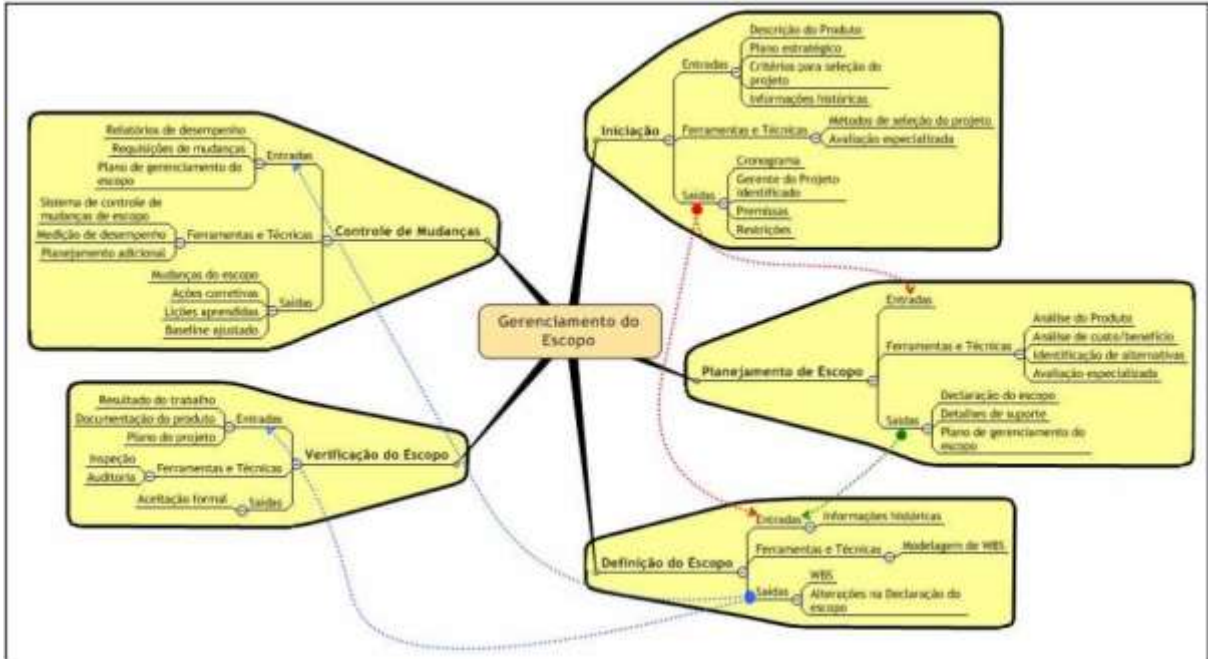 Gerenciamento do
Escopo
Iniciação
Entradas
Descrição do Produto
Plano estratégico
Critérios para seleção do
projeto
Informações históricas
Ferramentas e Técnicas
Métodos de seleção do projeto
Avaliação especializada
Saídas
Cronograma
Gerente do Projeto
identificado
Premissas
Restrições
Planejamento de Escopo
Entradas
Ferramentas e Técnicas
Análise do Produto
Análise de custo/benefício
Identificação de alternativas
Avaliação especializada
Saídas
Declaração do escopo
Detalhes de suporte
Plano de gerenciamento do
escopo
Definição do Escopo
Entradas
Informações históricas
Ferramentas e Técnicas
Modelagem de WBS
Saídas
WBS
Alterações na Declaração do
escopo
Verificação do Escopo
Entradas
Resultado do trabalho
Documentação do produto
Plano do projeto
Ferramentas e Técnicas
Inspeção
Auditoria
Saídas
Aceitação formal
Controle de Mudanças
Entradas
Relatórios de desempenho
Requisições de mudanças
Plano de gerenciamento do
escopo
Ferramentas e Técnicas
Sistema de controle de
mudanças de escopo
Medição de desempenho
Planejamento adicional
Saídas
Mudanças do escopo
Ações corretivas
Lições aprendidas
Baseline ajustado